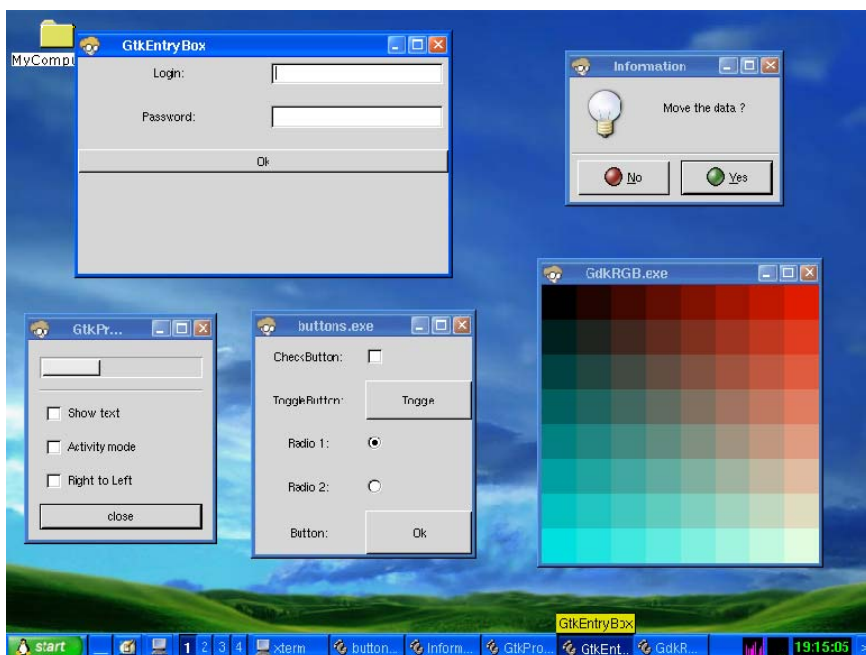 MyCompu
GtkEntryBox
Login:
Password:
Ok
Information
Move the data ?
No
Yes
GdkRGB.exe
GtkPr...
Show text
Activity mode
Right to Left
close
buttons.exe
CheckButton:
ToggleButton:
Toggle
Radio 1:
Radio 2:
Button:
Ok
GtkEntryBox
start
1 2 3 4
xterm
button...
Inform...
GtkPro...
GtkEnt...
GdkR...
19:15:05